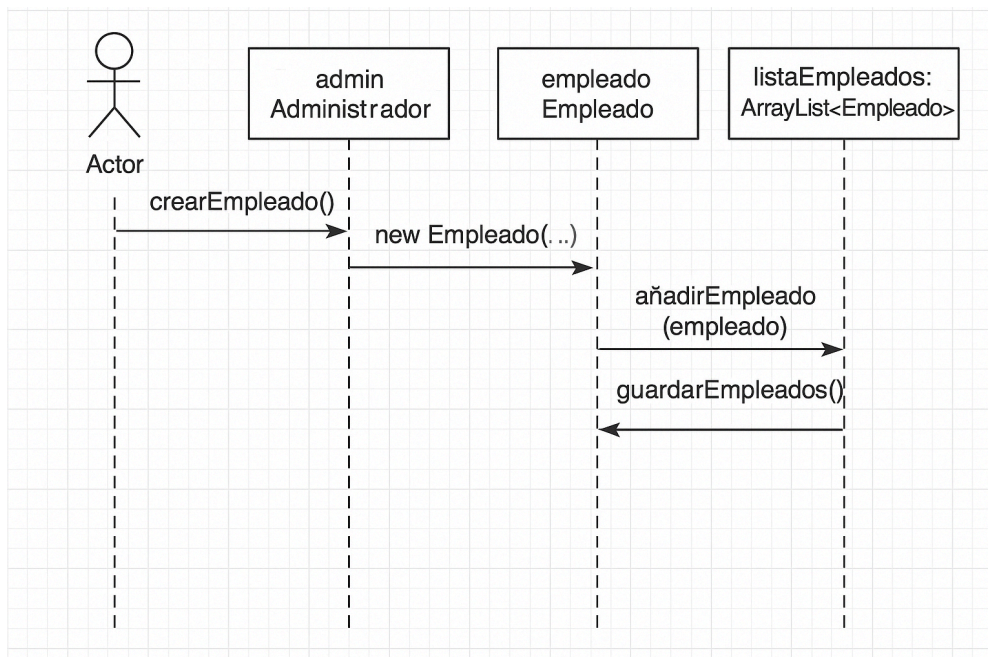 admin
Administrador
empleado
Empleado
listaEmpleados:
ArrayList<Empleado>
Actor
crearEmpleado()
new Empleado(...)
añadirEmpleado
(empleado)
guardarEmpleados()